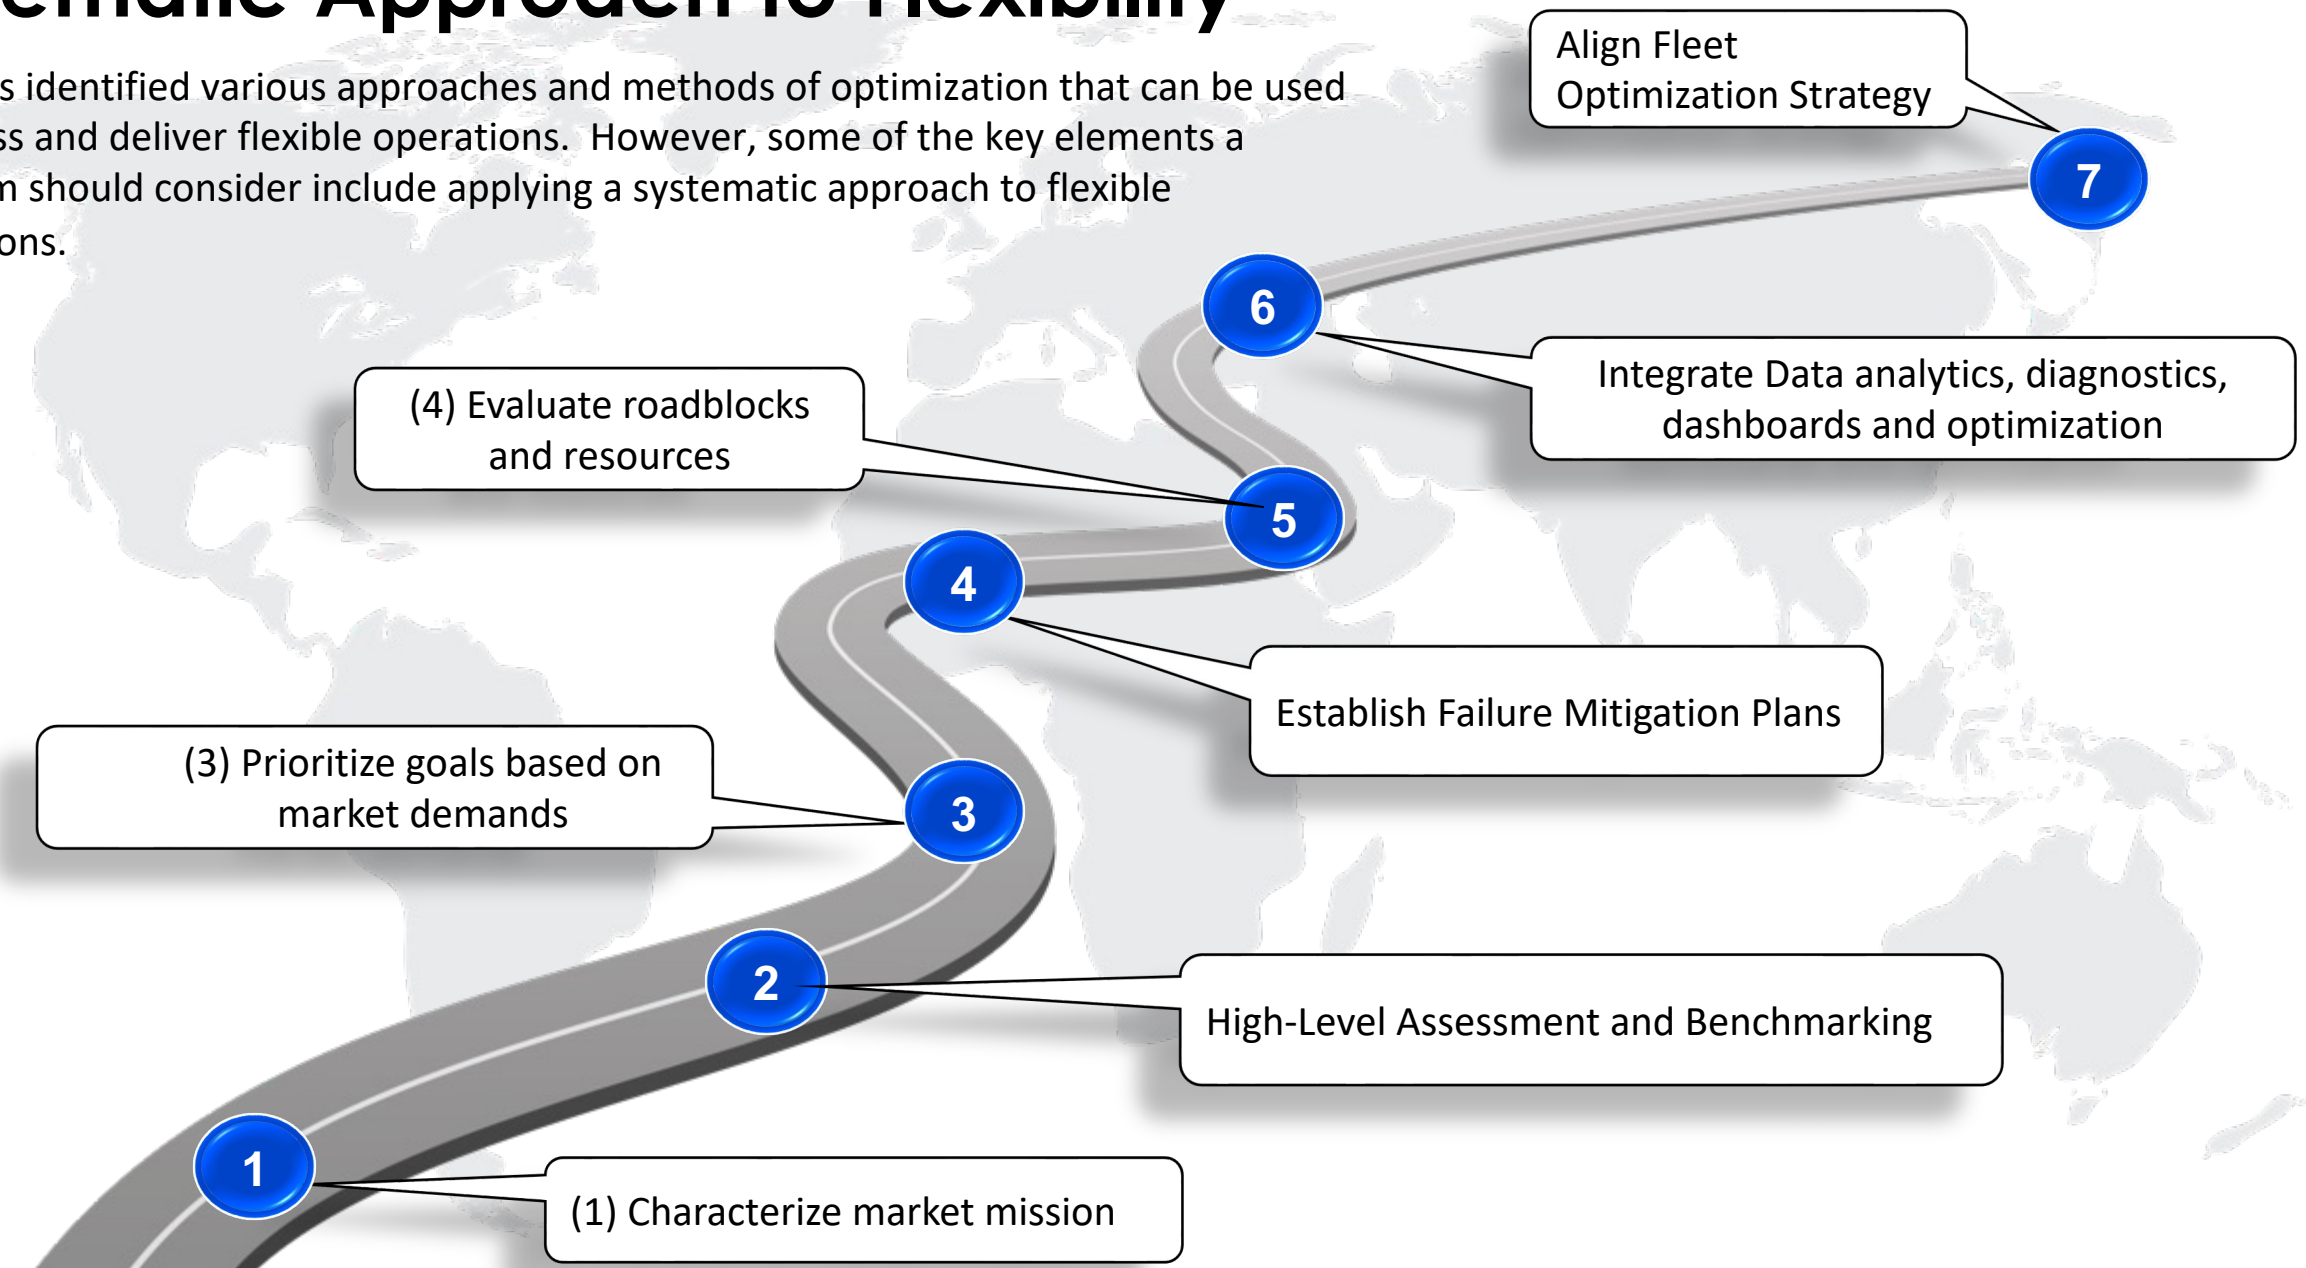 Approach to Flexibility
s identified various approaches and methods of optimization that can be used
ss and deliver flexible operations. However, some of the key elements a
m should consider include applying a systematic approach to flexible
ons.
Align Fleet
Optimization Strategy
7
6
Integrate Data analytics, diagnostics,
dashboards and optimization
(4) Evaluate roadblocks
and resources
5
4
Establish Failure Mitigation Plans
(3) Prioritize goals based on
market demands
3
2
High-Level Assessment and Benchmarking
1
(1) Characterize market mission